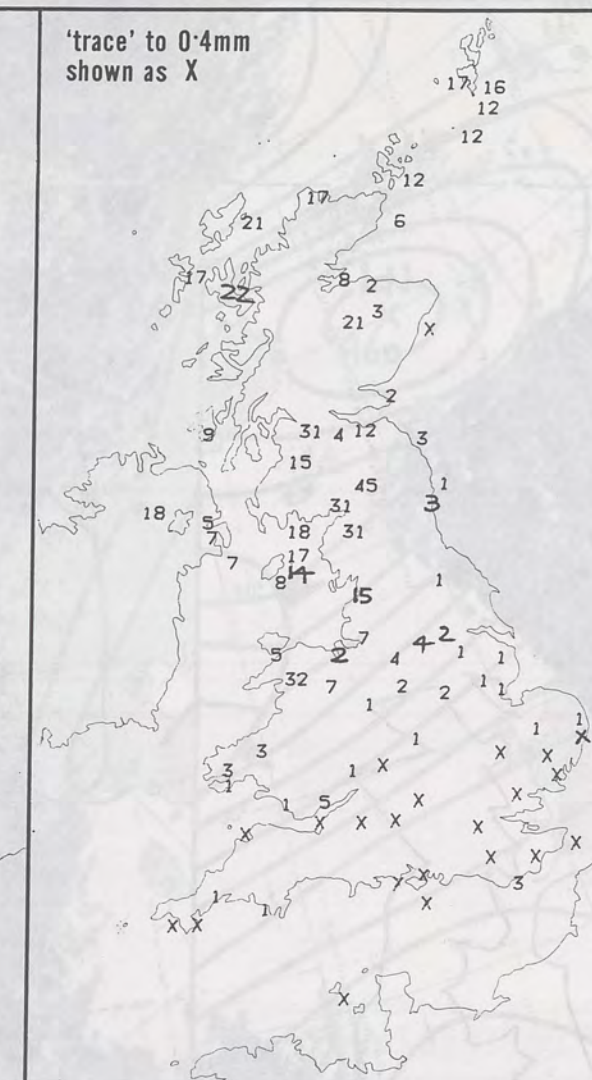 'trace' to 0·4mm
shown as X
17 16
12
12
12
17
6
21
17 8
2
22
3
21
X
2
9 31 4 12 3
15
45 1
18 31 3
5
7 18 31
7 17
14
8 1
15
7
5 2 4 2
4 1 1
32 7 2 2 1 1
1
1 1 X
3 1 X X
3 1 X X
1 1 5 X X
X X X X X
X X X
X X 3
1 X
1
X X
X